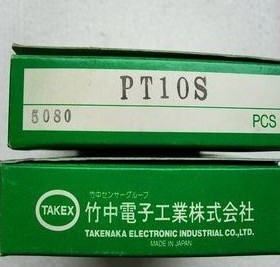 PT10S
5080
PCS
竹中センサーグループ
TAKEX 竹中電子工業株式会社
TAKENAKA ELECTRONIC INDUSTRIAL CO.,LTD.
MADE IN JAPAN